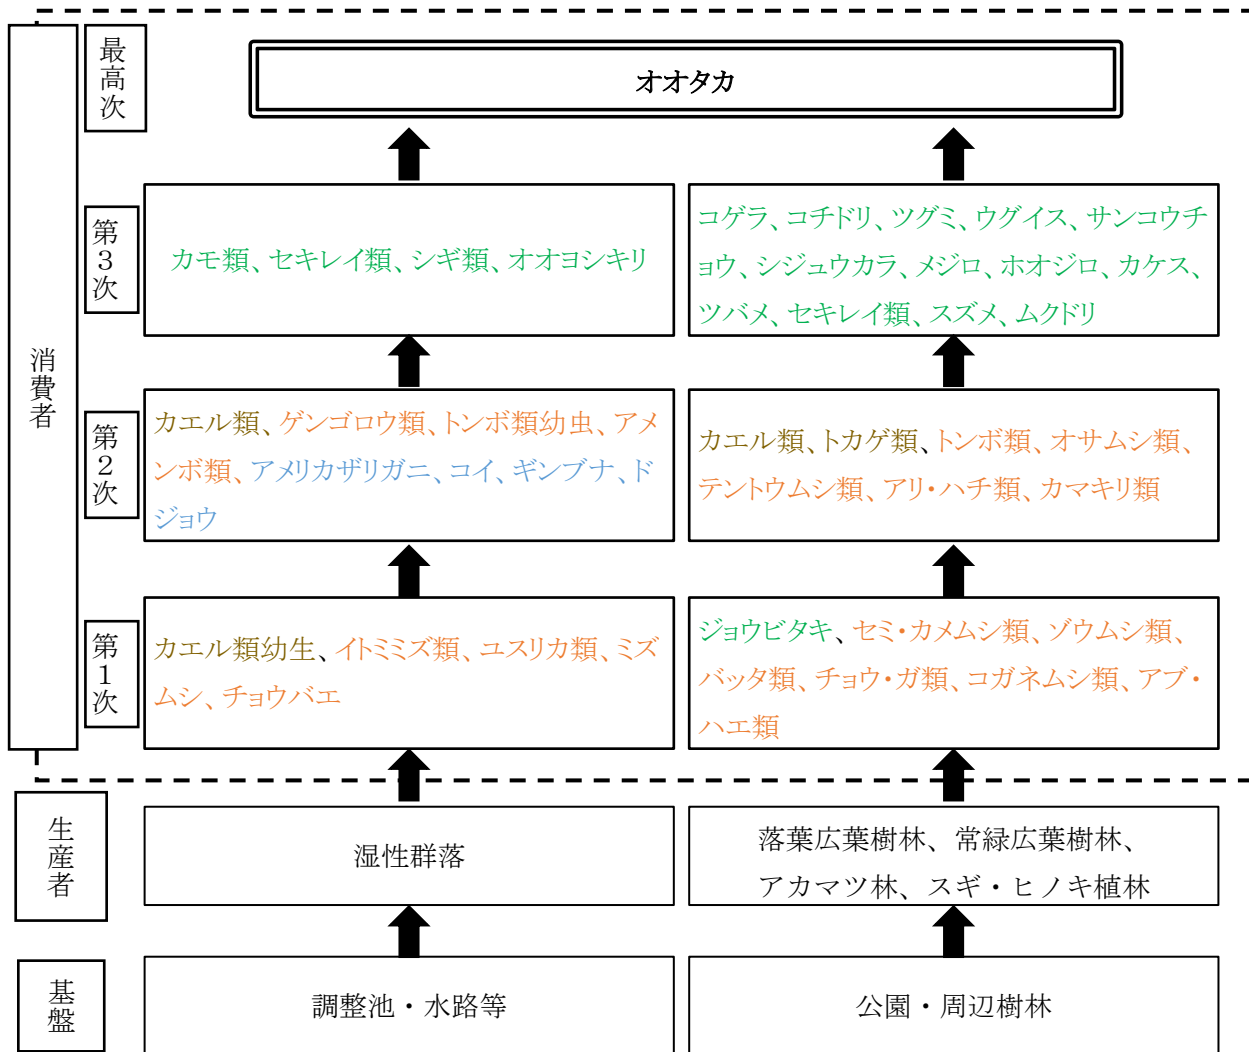 消費者
最高次
オオタカ
第3次
カモ類、セキレイ類、シギ類、オオヨシキリ
コゲラ、コチドリ、ツグミ、ウグイス、サンコウチ
ョウ、シジュウカラ、メジロ、ホオジロ、カケス、
ツバメ、セキレイ類、スズメ、ムクドリ
第2次
カエル類、ゲンゴロウ類、トンボ類幼虫、アメ
ンボ類、アメリカザリガニ、コイ、ギンブナ、ド
ジョウ
カエル類、トカゲ類、トンボ類、オサムシ類、
テントウムシ類、アリ・ハチ類、カマキリ類
第1次
カエル類幼生、イトミミズ類、ユスリカ類、ミズ
ムシ、チョウバエ
ジョウビタキ、セミ・カメムシ類、ゾウムシ類、
バッタ類、チョウ・ガ類、コガネムシ類、アブ・
ハエ類
生産者
湿性群落
落葉広葉樹林、常緑広葉樹林、
アカマツ林、スギ・ヒノキ植林
基盤
調整池・水路等
公園・周辺樹林